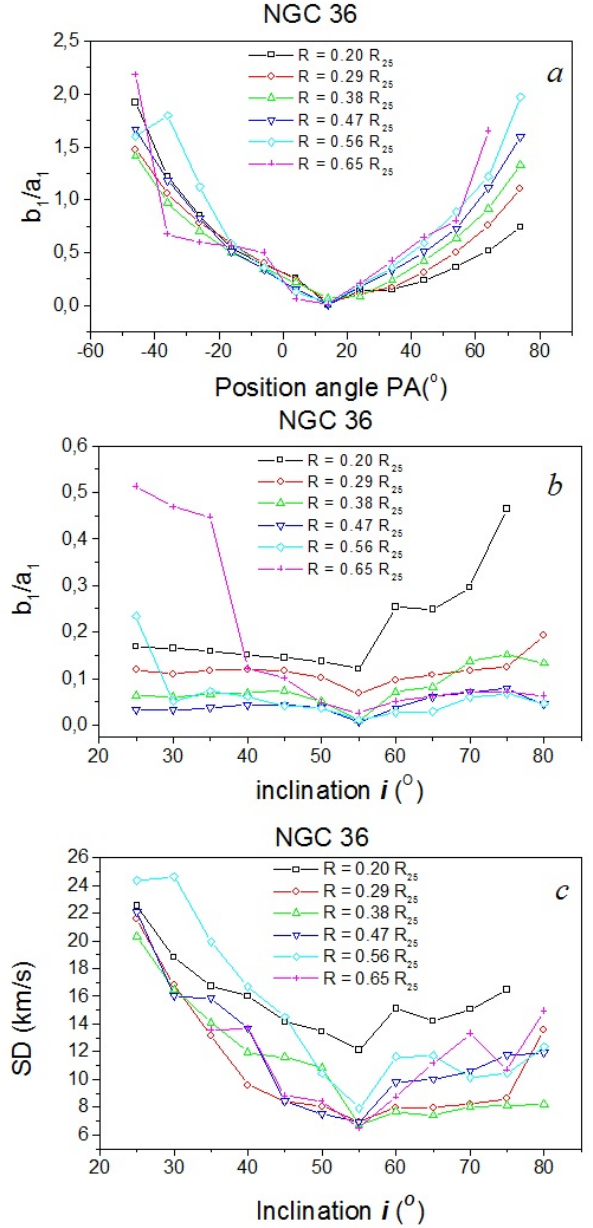 NGC 36
a
R = 0.20 R25
R = 0.29 R25
R = 0.38 R25
R = 0.47 R25
R = 0.56 R25
R = 0.65 R25
2,5
2,0
1,5
1,0
0,5
0,0
b1/a1
-60 -40 -20 0 20 40 60 80
Position angle PA(°)
NGC 36
b
R = 0.20 R25
R = 0.29 R25
R = 0.38 R25
R = 0.47 R25
R = 0.56 R25
R = 0.65 R25
0,6
0,5
0,4
0,3
0,2
0,1
0,0
b1/a1
20 30 40 50 60 70 80
inclination i (O)
NGC 36
c
R = 0.20 R25
R = 0.29 R25
R = 0.38 R25
R = 0.47 R25
R = 0.56 R25
R = 0.65 R25
26
24
22
20
18
16
14
12
10
8
6
SD (km/s)
20 30 40 50 60 70 80
Inclination i (o)